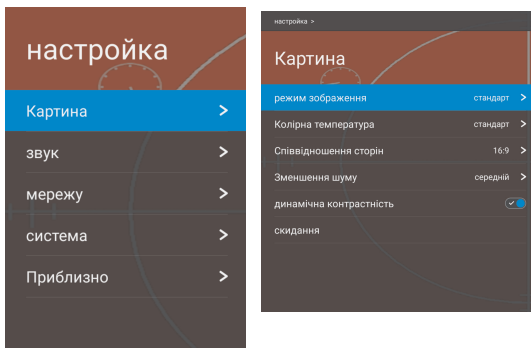 настройка
Картина
звук
мережу
система
Приблизно
настройка >
Картина
режим зображення стандарт
Колірна температура стандарт
Співвідношення сторін 16:9
Зменшення шуму середній
динамічна контрастність
скидання